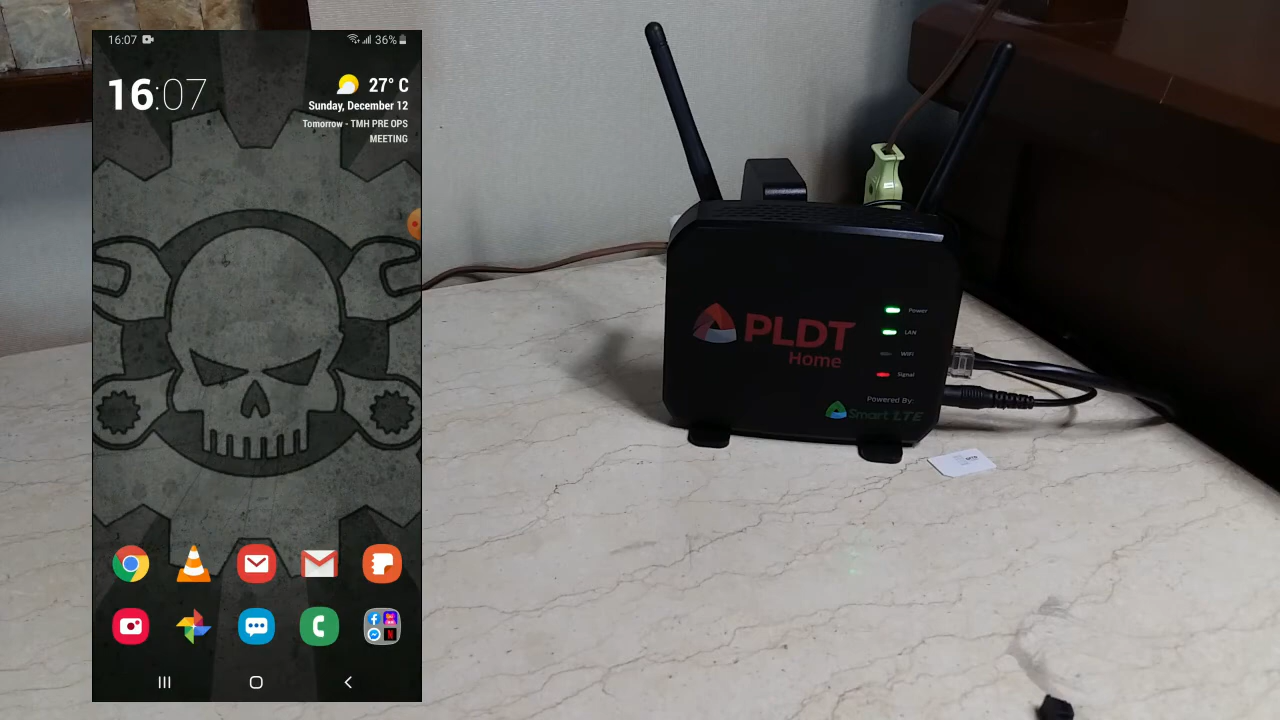 16:07
36%
16:07
27° C
Sunday, December 12
Tomorrow - TMH PRE OPS
MEETING
PLDT
Home
Power
LAN
WiFi
Signal
Powered By:
Smart LTE